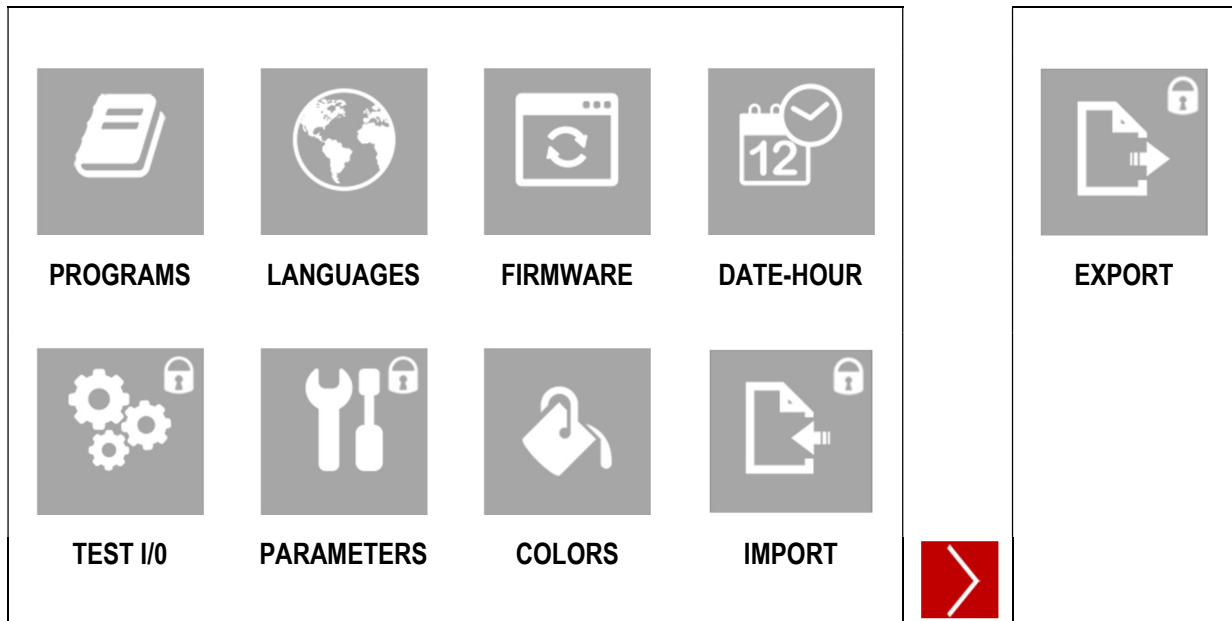 12
PROGRAMS LANGUAGES FIRMWARE DATE-HOUR EXPORT
TEST I/0 PARAMETERS COLORS IMPORT